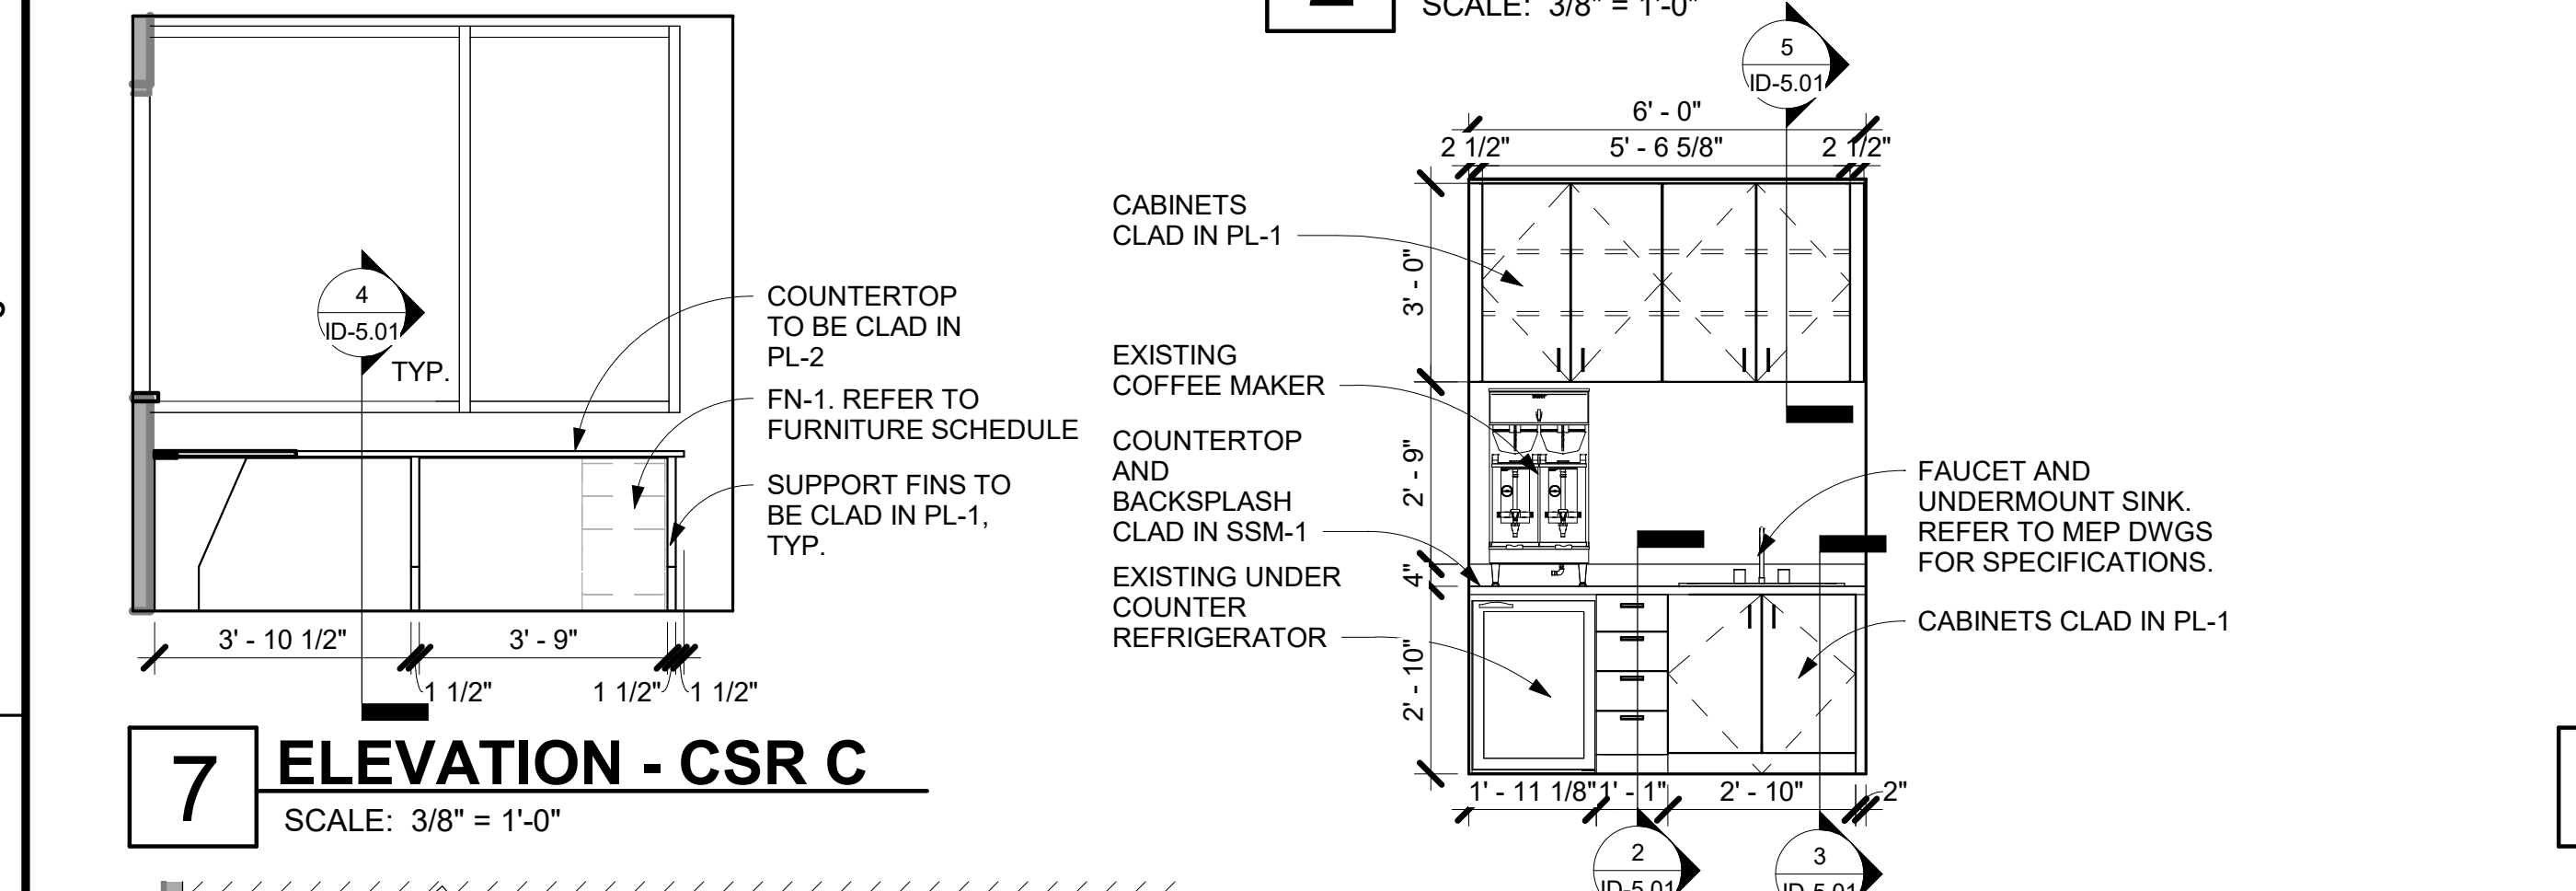 SCALE: 3/8" = 1'-0"
5
ID-5.01
6' - 0"
2 1/2"
5' - 6 5/8"
2 1/2"
CABINETS
CLAD IN PL-1
3' - 0"
4
ID-5.01
TYP.
COUNTERTOP
TO BE CLAD IN
PL-2
FN-1. REFER TO
FURNITURE SCHEDULE
SUPPORT FINS TO
BE CLAD IN PL-1,
TYP.
3' - 10 1/2"
3' - 9"
1 1/2"
1 1/2"
1 1/2"
7
ELEVATION - CSR C
SCALE: 3/8" = 1'-0"
EXISTING
COFFEE MAKER
COUNTERTOP
AND
BACKSPLASH
CLAD IN SSM-1
EXISTING UNDER
COUNTER
REFRIGERATOR
2' - 9"
4"
2' - 10"
FAUCET AND
UNDERMOUNT SINK.
REFER TO MEP DWGS
FOR SPECIFICATIONS.
CABINETS CLAD IN PL-1
1' - 11 1/8"
1' - 1"
2' - 10"
2"
2
ID-5.01
3
ID-5.01